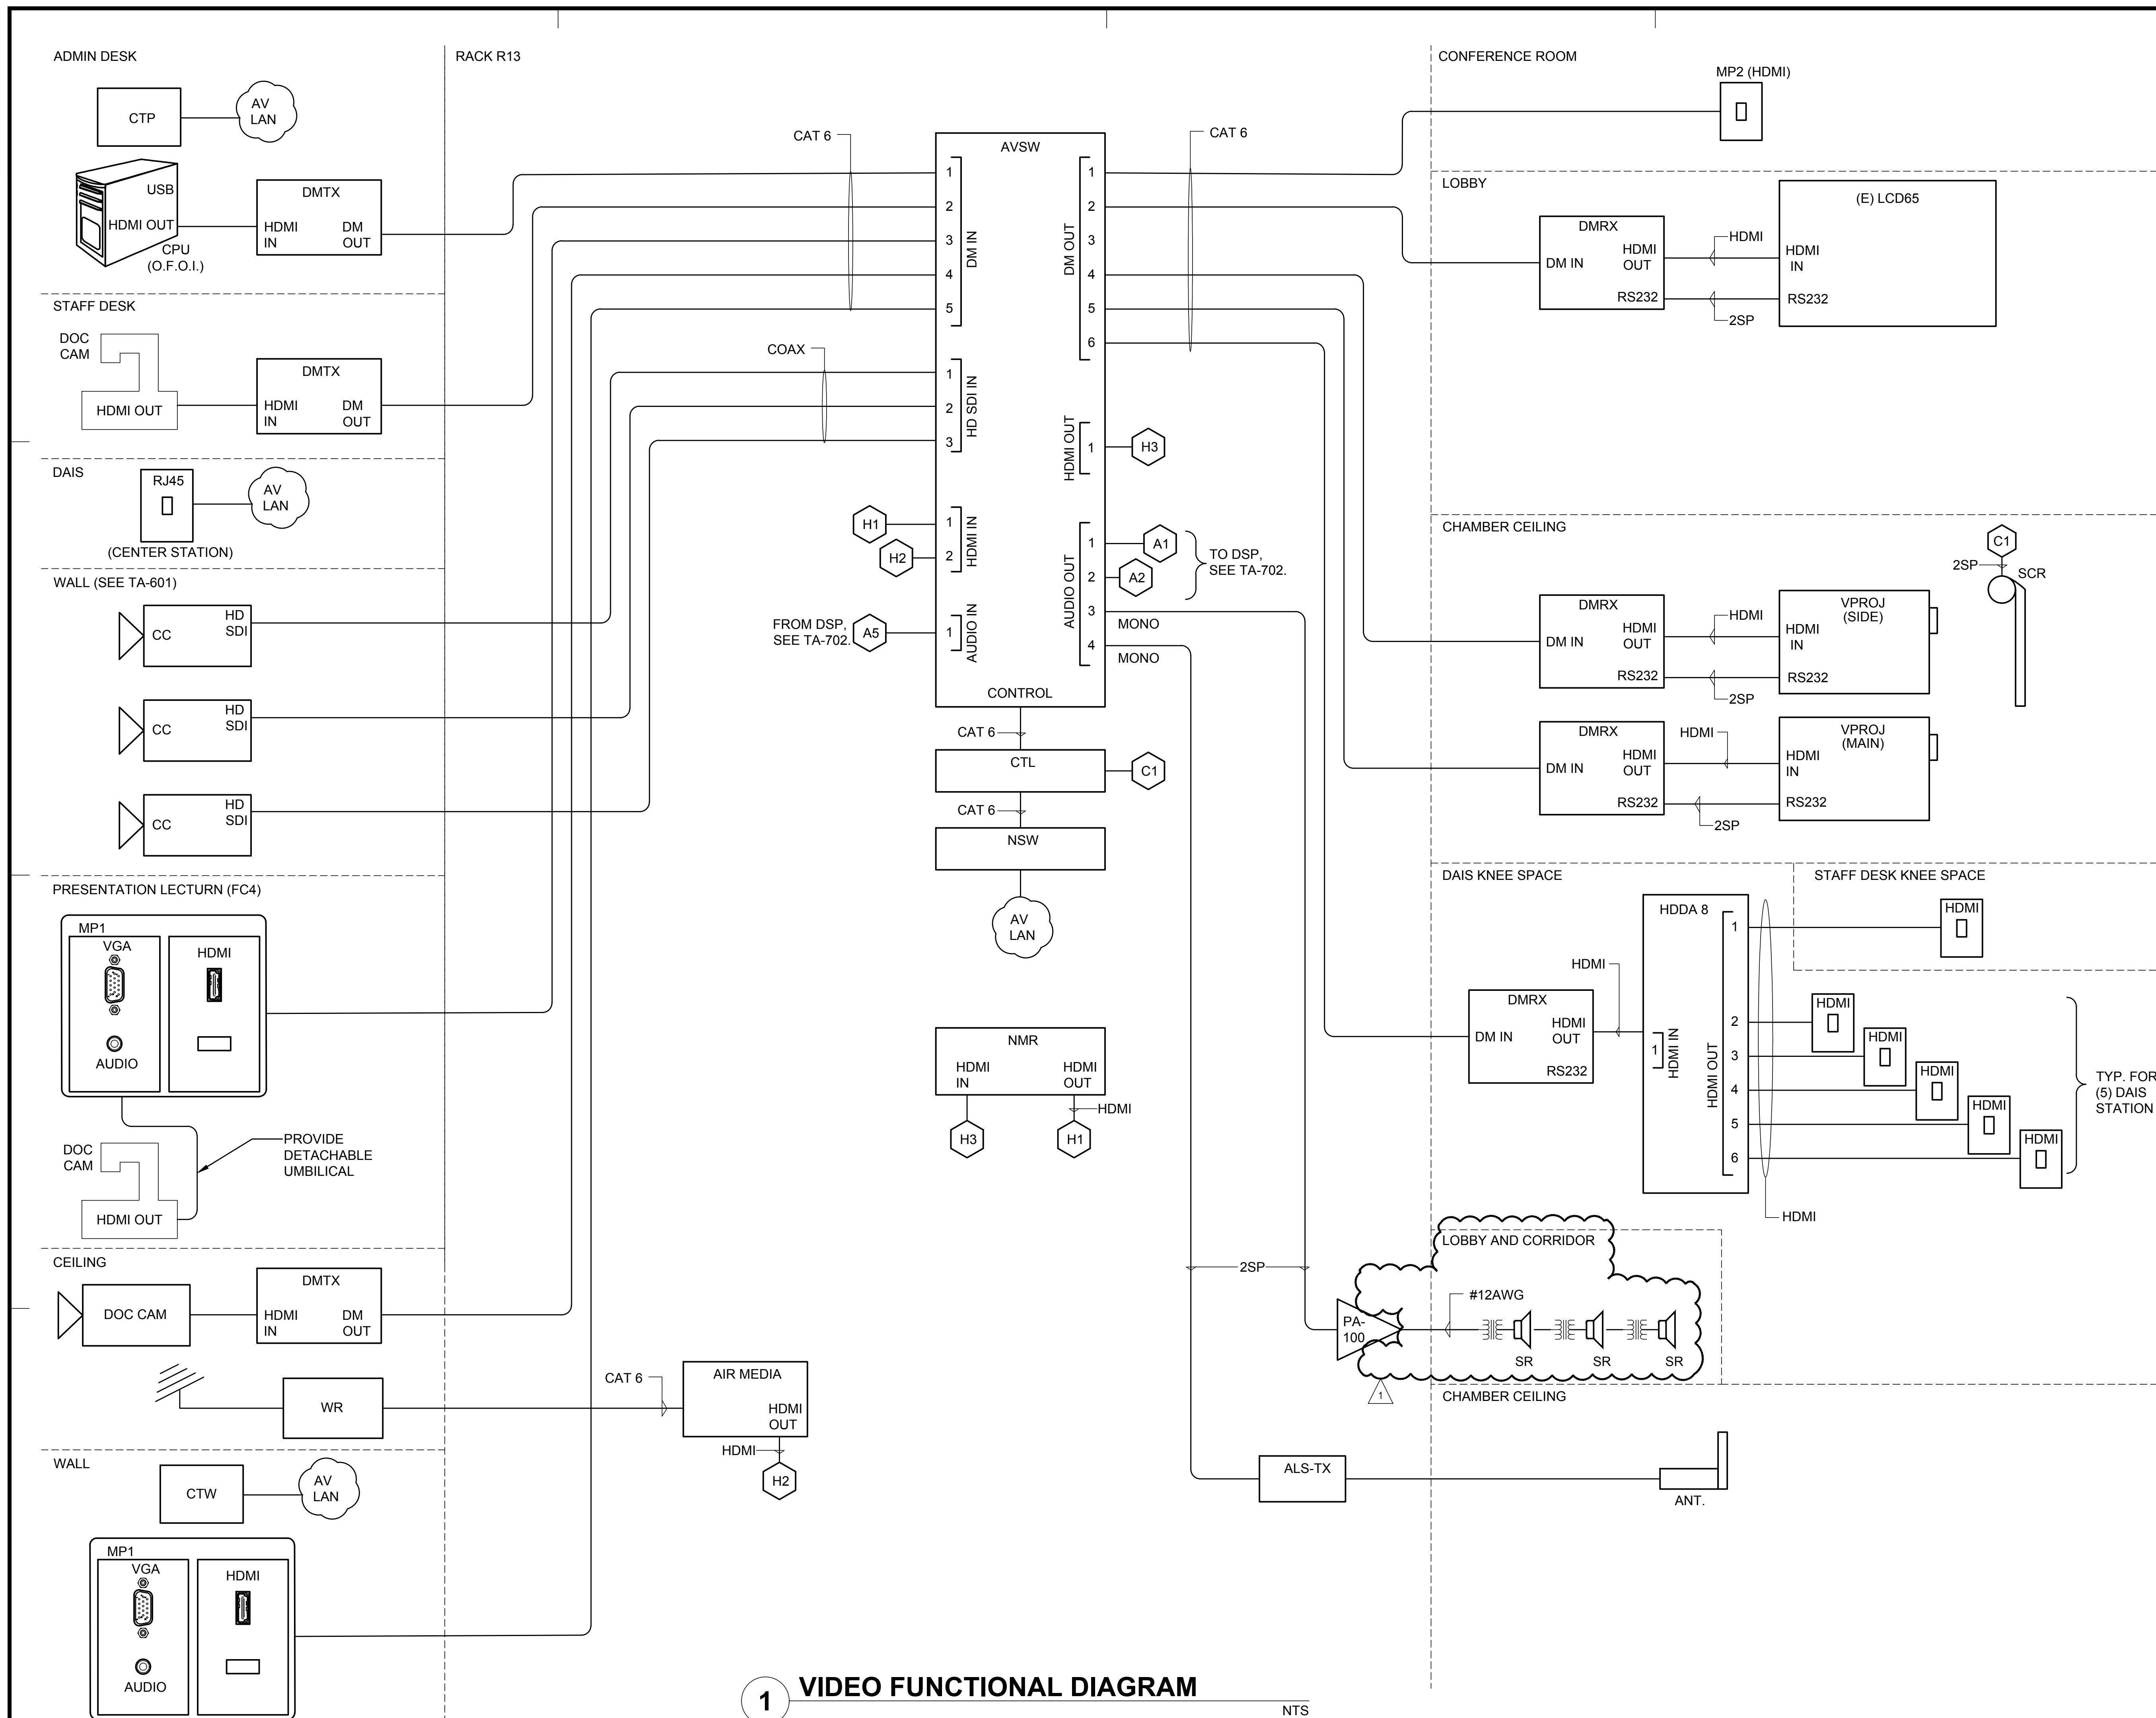 ADMIN DESK
CTP
AV
LAN
USB
HDMI OUT
CPU
(O.F.O.I.)
DMTX
HDMI
IN
DM
OUT
STAFF DESK
DOC
CAM
HDMI OUT
DMTX
HDMI
IN
DM
OUT
DAIS
RJ45
AV
LAN
(CENTER STATION)
WALL (SEE TA-601)
CC
HD
SDI
CC
HD
SDI
CC
HD
SDI
PRESENTATION LECTURN (FC4)
MP1
VGA
HDMI
AUDIO
DOC
CAM
HDMI OUT
PROVIDE
DETACHABLE
UMBILICAL
CEILING
DOC CAM
DMTX
HDMI
IN
DM
OUT
WR
WALL
CTW
AV
LAN
MP1
VGA
HDMI
AUDIO
RACK R13
CAT 6
COAX
AVSW
1
2
3
4
5
DM IN
1
2
3
HD SDI IN
H1
H2
1
2
HDMI IN
FROM DSP,
SEE TA-702.
A5
1
AUDIO IN
CAT 6
1
2
3
4
5
6
DM OUT
1
HDMI OUT
H3
1
2
3
4
AUDIO OUT
A1
A2
TO DSP,
SEE TA-702.
MONO
MONO
CONTROL
CAT 6
CTL
C1
CAT 6
NSW
AV
LAN
NMR
HDMI
IN
HDMI
OUT
HDMI
H3
H1
CAT 6
AIR MEDIA
HDMI
OUT
HDMI
H2
2SP
PA-
100
1
ALS-TX
CONFERENCE ROOM
MP2 (HDMI)
LOBBY
DMRX
DM IN
HDMI
OUT
RS232
HDMI
2SP
(E) LCD65
HDMI
IN
RS232
CHAMBER CEILING
C1
2SP
SCR
DMRX
DM IN
HDMI
OUT
RS232
HDMI
2SP
VPROJ
(SIDE)
HDMI
IN
RS232
DMRX
DM IN
HDMI
OUT
RS232
HDMI
2SP
VPROJ
(MAIN)
HDMI
IN
RS232
DAIS KNEE SPACE
STAFF DESK KNEE SPACE
DMRX
DM IN
HDMI
OUT
RS232
HDMI
HDDA 8
1
HDMI IN
HDMI OUT
1
2
3
4
5
6
HDMI
HDMI
HDMI
HDMI
HDMI
HDMI
HDMI
TYP. FOR
(5) DAIS
STATION
LOBBY AND CORRIDOR
#12AWG
SR
SR
SR
CHAMBER CEILING
ANT.
1
VIDEO FUNCTIONAL DIAGRAM
NTS